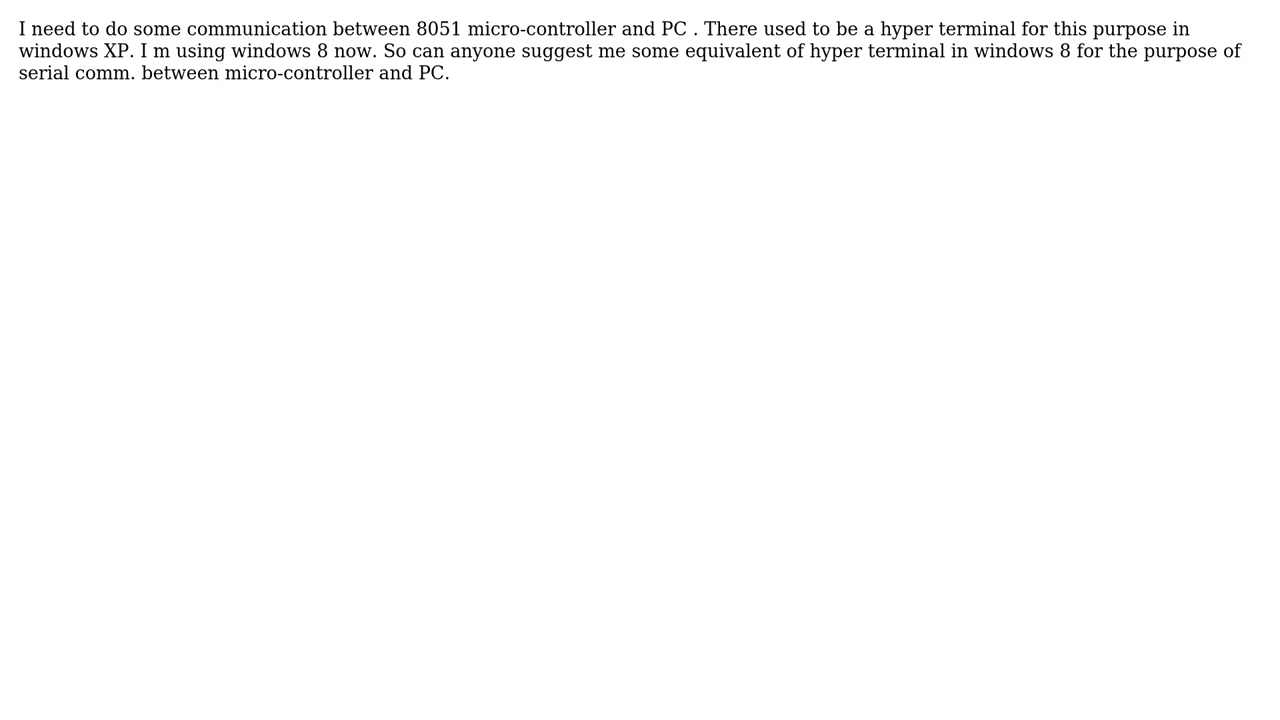 I need to do some communication between 8051 micro-controller and PC . There used to be a hyper terminal for this purpose in
windows XP. I m using windows 8 now. So can anyone suggest me some equivalent of hyper terminal in windows 8 for the purpose of
serial comm. between micro-controller and PC.